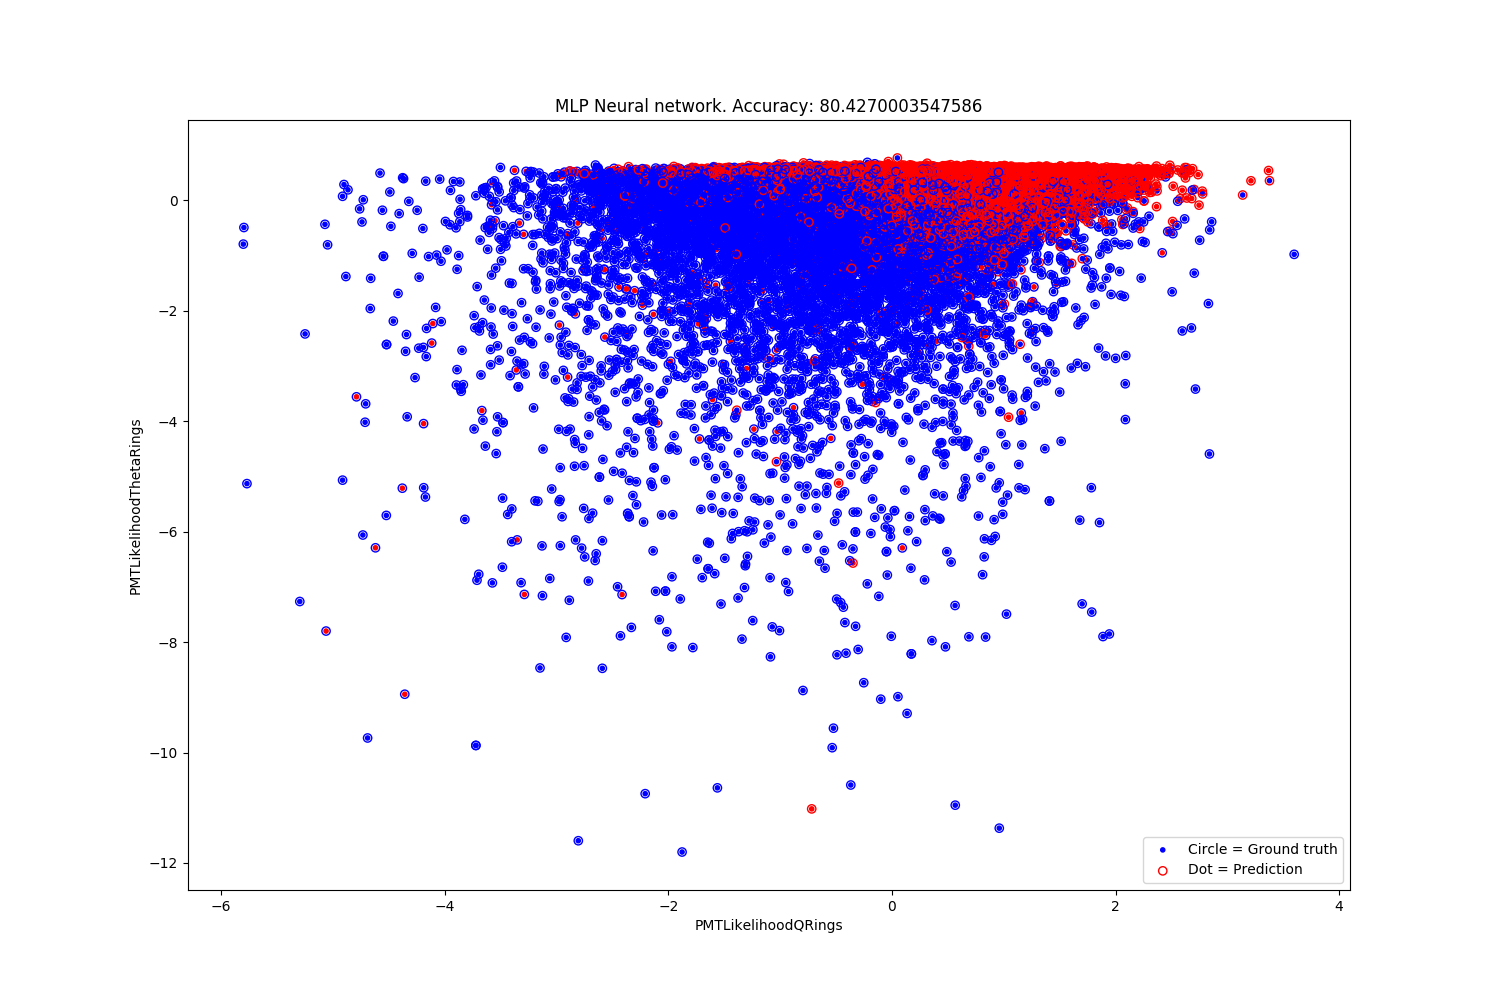 MLP Neural network. Accuracy: 80.4270003547586
PMTLikelihoodThetaRings
0
−2
−4
−6
−8
−10
−12
−6
−4
−2
0
2
4
PMTLikelihoodQRings
Circle = Ground truth
Dot = Prediction